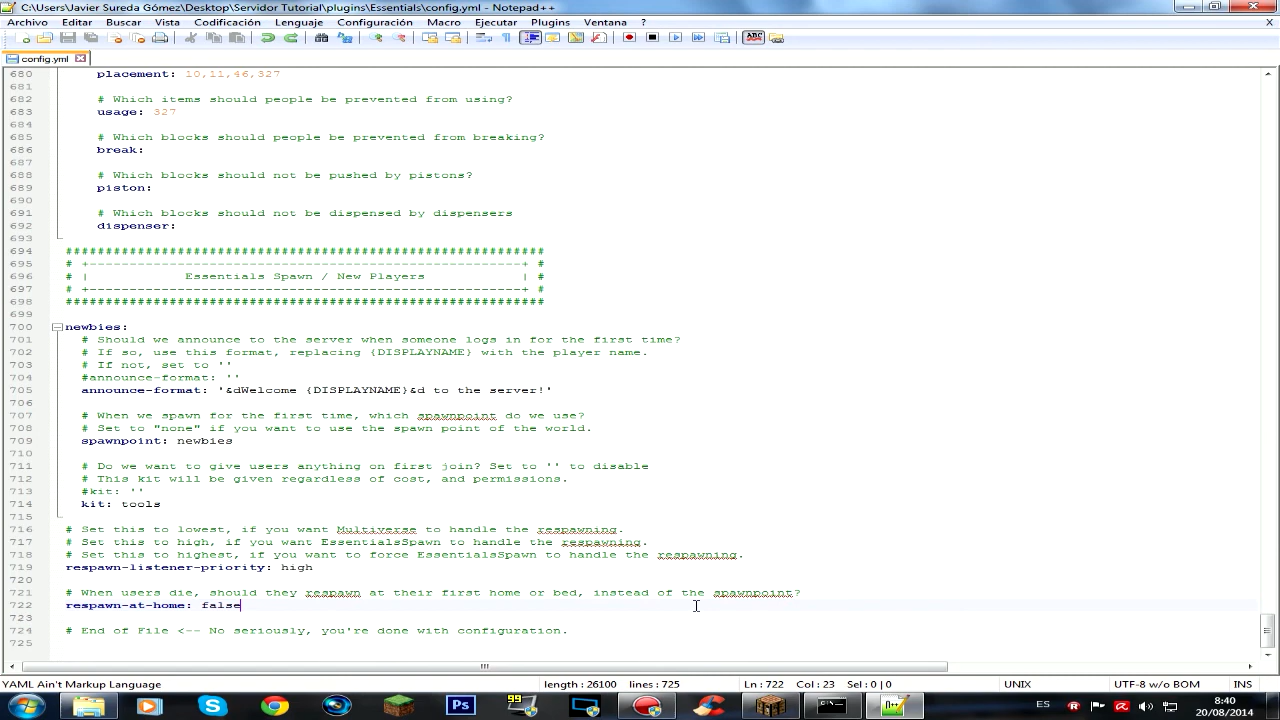 C:\Users\Javier Sureda Gómez\Desktop\Servidor Tutorial\plugins\Essentials\config.yml - Notepad++
Archivo Editar Buscar Vista Codificación Lenguaje Configuración Macro Ejecutar Plugins Ventana ? X
config.yml
680 placement: 10,11,46,327
681
682 # Which items should people be prevented from using?
683 usage: 327
684
685 # Which blocks should people be prevented from breaking?
686 break:
687
688 # Which blocks should not be pushed by pistons?
689 piston:
690
691 # Which blocks should not be dispensed by dispensers
692 dispenser:
693
694 ############################################################
695 # +------------------------------------------------------+ #
696 # | Essentials Spawn / New Players | #
697 # +------------------------------------------------------+ #
698 ############################################################
699
700 newbies:
701 # Should we announce to the server when someone logs in for the first time?
702 # If so, use this format, replacing {DISPLAYNAME} with the player name.
703 # If not, set to ''
704 #announce-format: ''
705 announce-format: '&dWelcome {DISPLAYNAME}&d to the server!'
706
707 # When we spawn for the first time, which spawnpoint do we use?
708 # Set to "none" if you want to use the spawn point of the world.
709 spawnpoint: newbies
710
711 # Do we want to give users anything on first join? Set to '' to disable
712 # This kit will be given regardless of cost, and permissions.
713 #kit: ''
714 kit: tools
715
716 # Set this to lowest, if you want Multiverse to handle the respawning.
717 # Set this to high, if you want EssentialsSpawn to handle the respawning.
718 # Set this to highest, if you want to force EssentialsSpawn to handle the respawning.
719 respawn-listener-priority: high
720
721 # When users die, should they respawn at their first home or bed, instead of the spawnpoint?
722 respawn-at-home: false
723
724 # End of File <-- No seriously, you're done with configuration.
725
YAML Ain't Markup Language length : 26100 lines : 725 Ln : 722 Col : 23 Sel : 0 | 0 UNIX UTF-8 w/o BOM INS
Ps 99 ES 8:40
20/08/2014